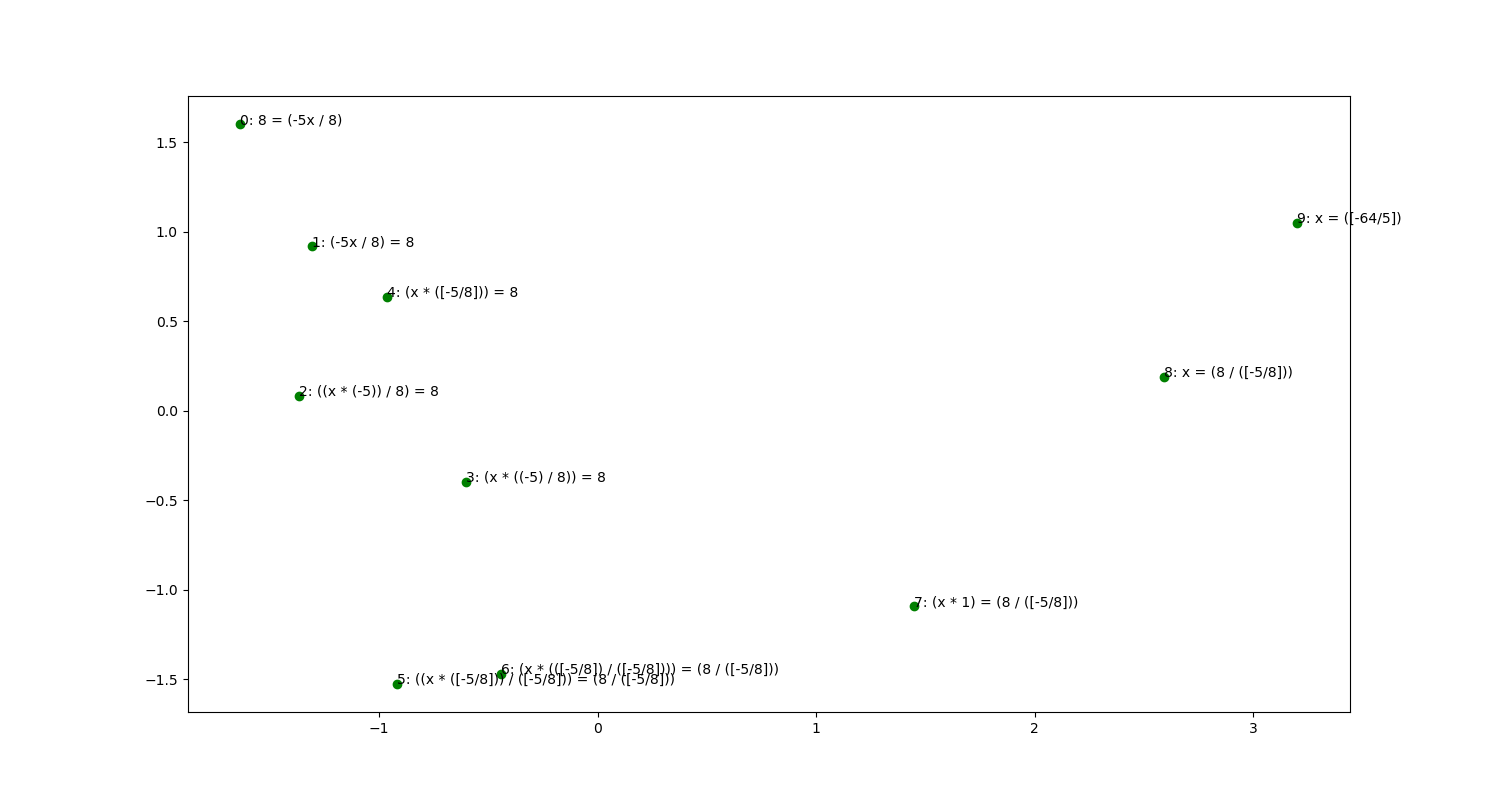 0: 8 = (-5x / 8)
1.5
1: (-5x / 8) = 8
9: x = ([-64/5])
1.0
4: (x * ([-5/8])) = 8
0.5
8: x = (8 / ([-5/8]))
2: ((x * (-5)) / 8) = 8
0.0
3: (x * ((-5) / 8)) = 8
−0.5
−1.0
7: (x * 1) = (8 / ([-5/8]))
6: (x * (([-5/8]) / ([-5/8]))) = (8 / ([-5/8]))
−1.5
5: ((x * ([-5/8])) / ([-5/8])) = (8 / ([-5/8]))
−1 0 1 2 3